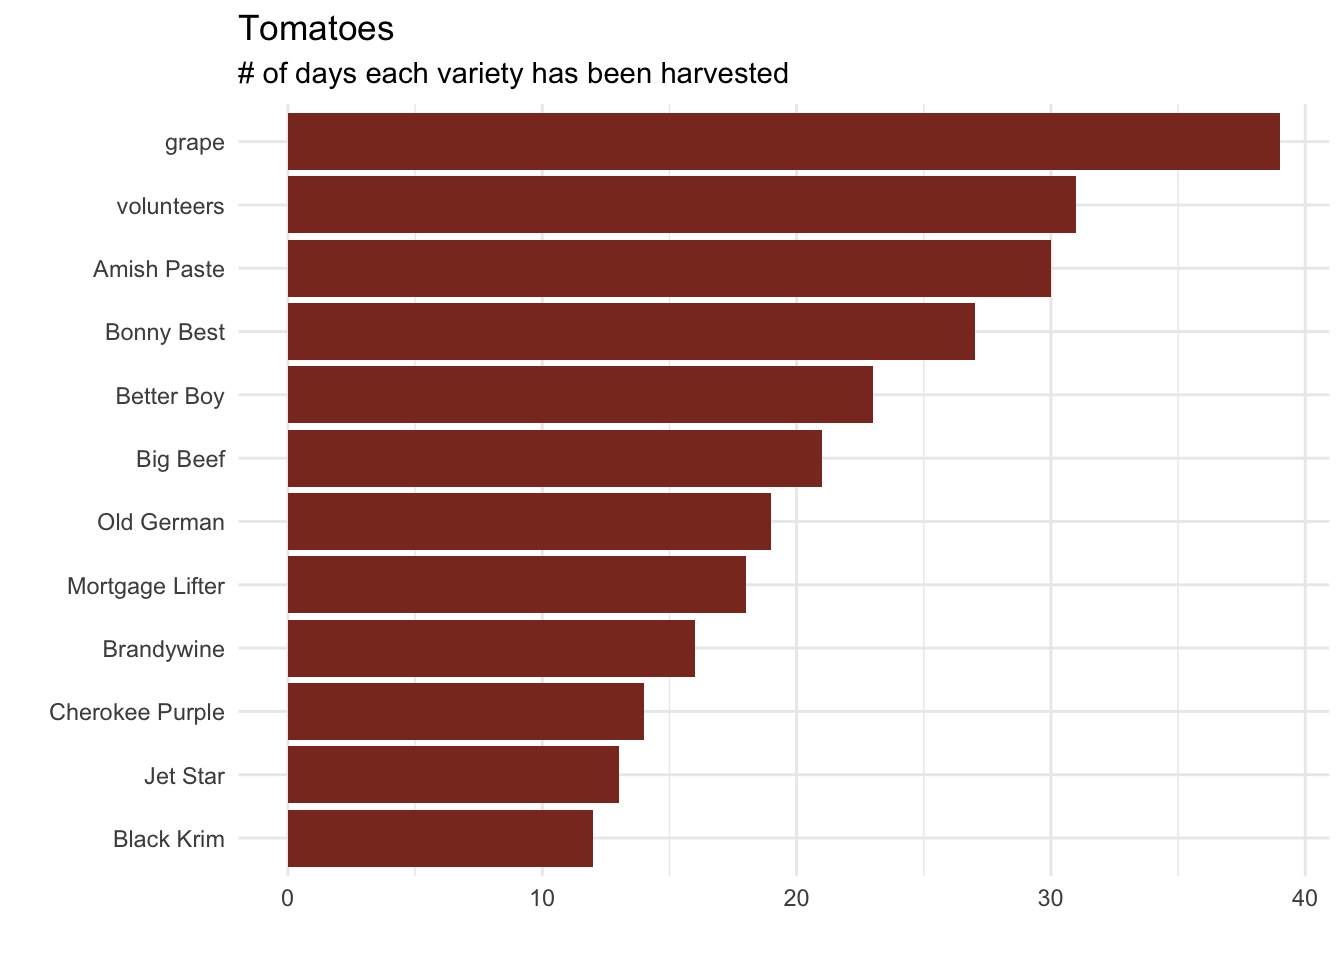 Tomatoes
# of days each variety has been harvested
grape
volunteers
Amish Paste
Bonny Best
Better Boy
Big Beef
Old German
Mortgage Lifter
Brandywine
Cherokee Purple
Jet Star
Black Krim
0 10 20 30 40